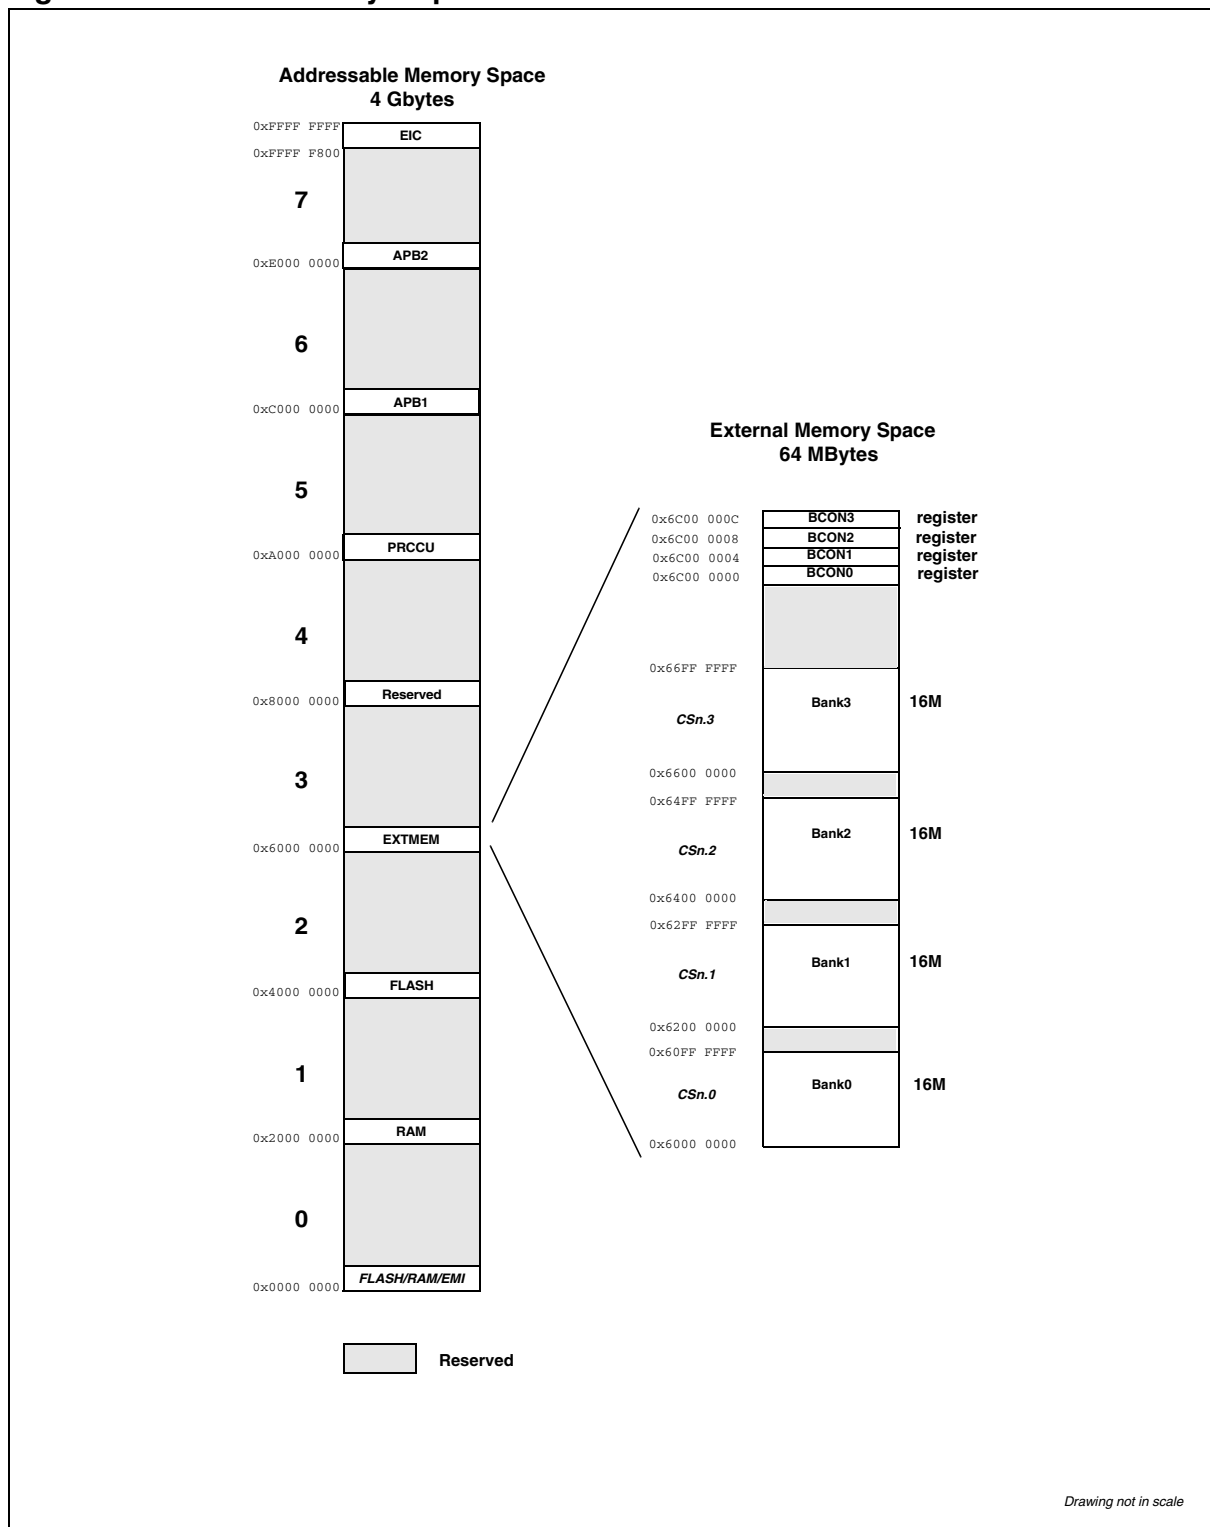 Addressable Memory Space
4 Gbytes
0xFFFF FFFF
EIC
0xFFFF F800
7
APB2
0xE000 0000
6
APB1
0xC000 0000
5
PRCCU
0xA000 0000
4
Reserved
0x8000 0000
3
EXTMEM
0x6000 0000
2
FLASH
0x4000 0000
1
RAM
0x2000 0000
0
FLASH/RAM/EMI
0x0000 0000
Reserved
External Memory Space
64 MBytes
0x6C00 000C BCON3 register
0x6C00 0008 BCON2 register
0x6C00 0004 BCON1 register
0x6C00 0000 BCON0 register
0x66FF FFFF
Bank3 16M
CSn.3
0x6600 0000
0x64FF FFFF
Bank2 16M
CSn.2
0x6400 0000
0x62FF FFFF
Bank1 16M
CSn.1
0x6200 0000
0x60FF FFFF
Bank0 16M
CSn.0
0x6000 0000
Drawing not in scale